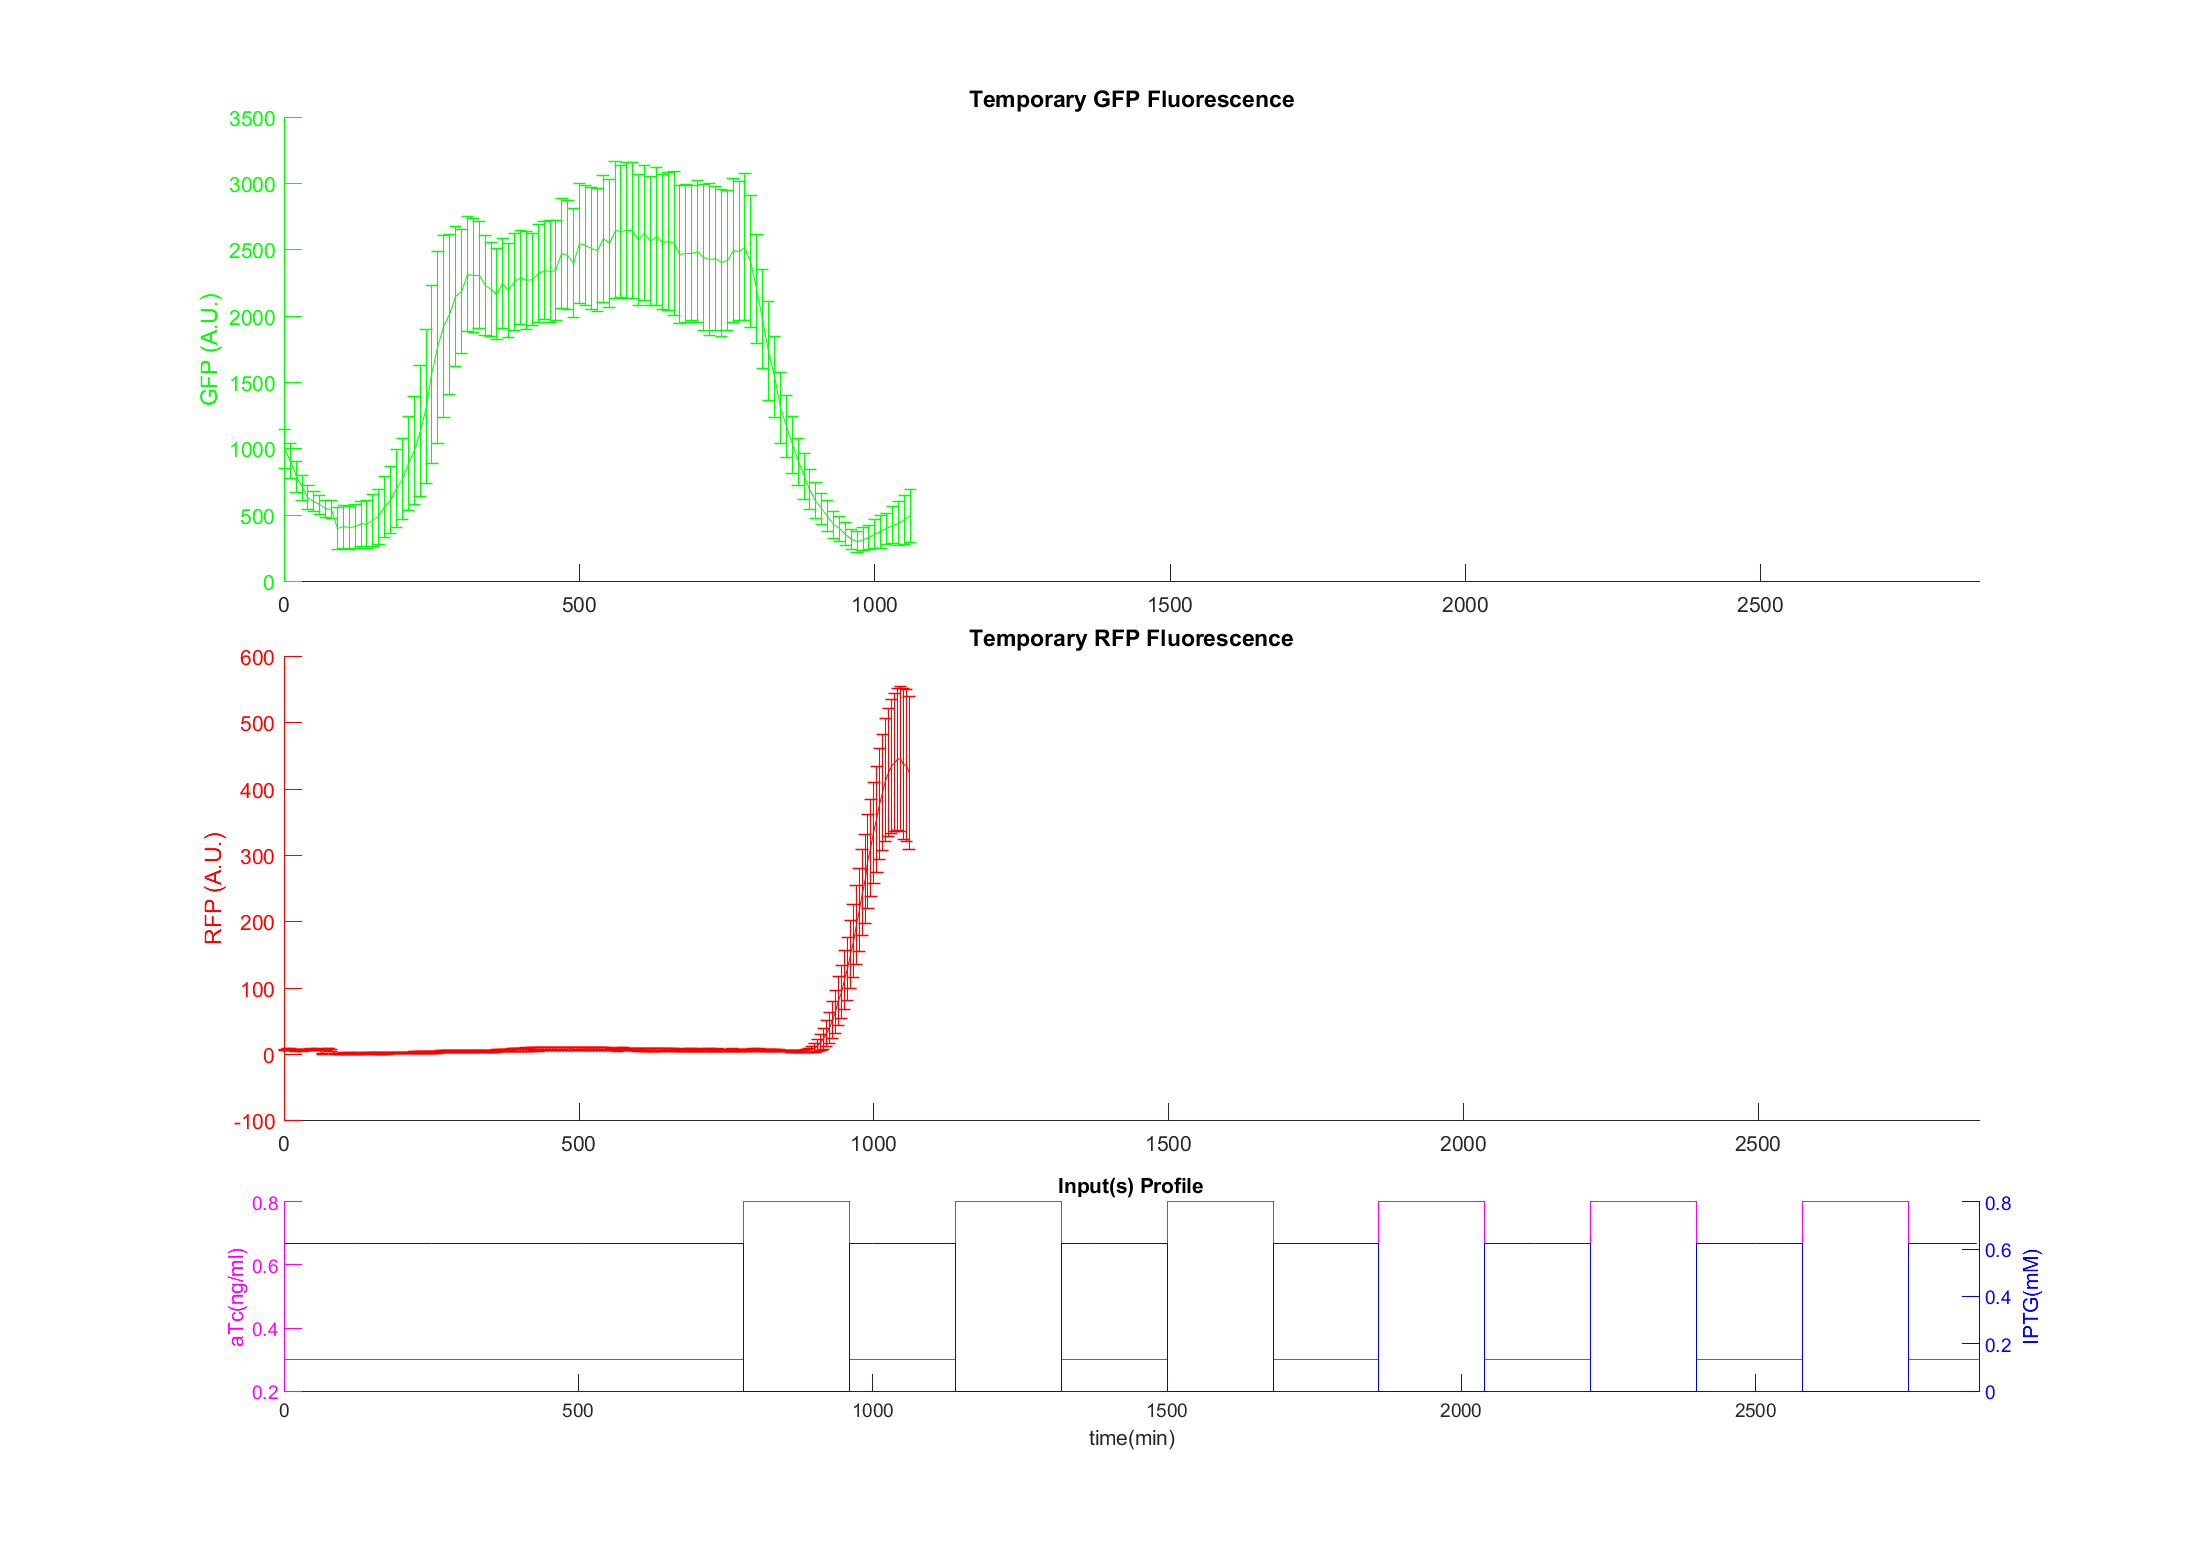 Temporary GFP Fluorescence
3500
3000
2500
2000
1500
1000
500
0
GFP (A.U.)
0 500 1000 1500 2000 2500
Temporary RFP Fluorescence
600
500
400
300
200
100
0
-100
RFP (A.U.)
0 500 1000 1500 2000 2500
Input(s) Profile
0.8
0.6
0.4
0.2
aTc(ng/ml)
0.8
0.6
0.4
0.2
0
IPTG(mM)
0 500 1000 1500 2000 2500
time(min)